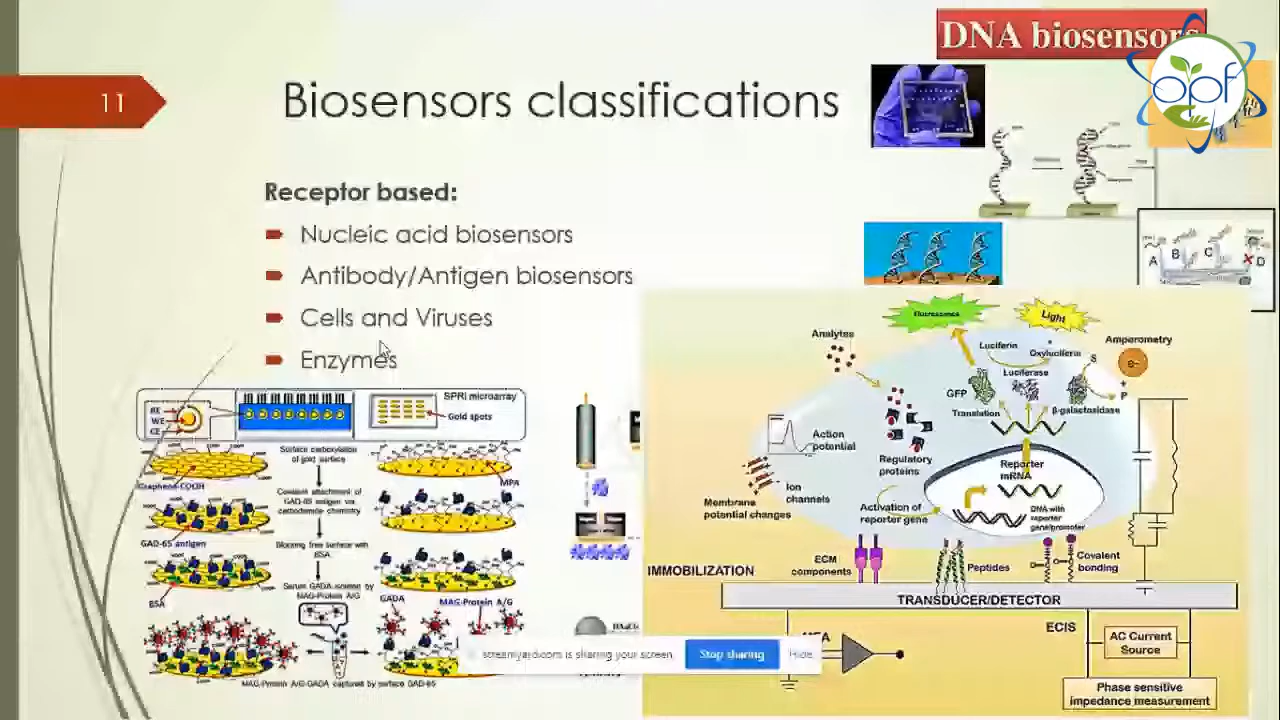 DNA biosensors
opf
11
Biosensors classifications
Receptor based:
Nucleic acid biosensors
Antibody/Antigen biosensors
Cells and Viruses
Enzymes
A
B
C
D
SPRi microarray
Gold spots
RE
WE
CE
Surface carboxylation
of gold surface
Graphene-COOH
MPA
Covalent attachment of
GAD-65 antigen via
carbodiimide chemistry
GAD-65 antigen
Blocking free surface with
BSA
BSA
Serum GADA isolated by
MAG-Protein A/G
GADA
MAG-Protein A/G
MAG-Protein A/G-GADA captured by surface GAD-65
Fluorescence
Light
Analytes
Luciferin
Oxyluciferin
Luciferase
Amperometry
e-
S
P
GFP
Translation
β-galactosidase
Action
potential
Regulatory
proteins
Reporter
mRNA
Ion
channels
Membrane
potential changes
Activation of
reporter gene
DNA with
reporter
gene/promoter
ECM
components
Peptides
Covalent
bonding
IMMOBILIZATION
TRANSDUCER/DETECTOR
ECIS
AC Current
Source
Phase sensitive
impedance measurement
streamyard.com is sharing your screen.
Stop sharing
Hide